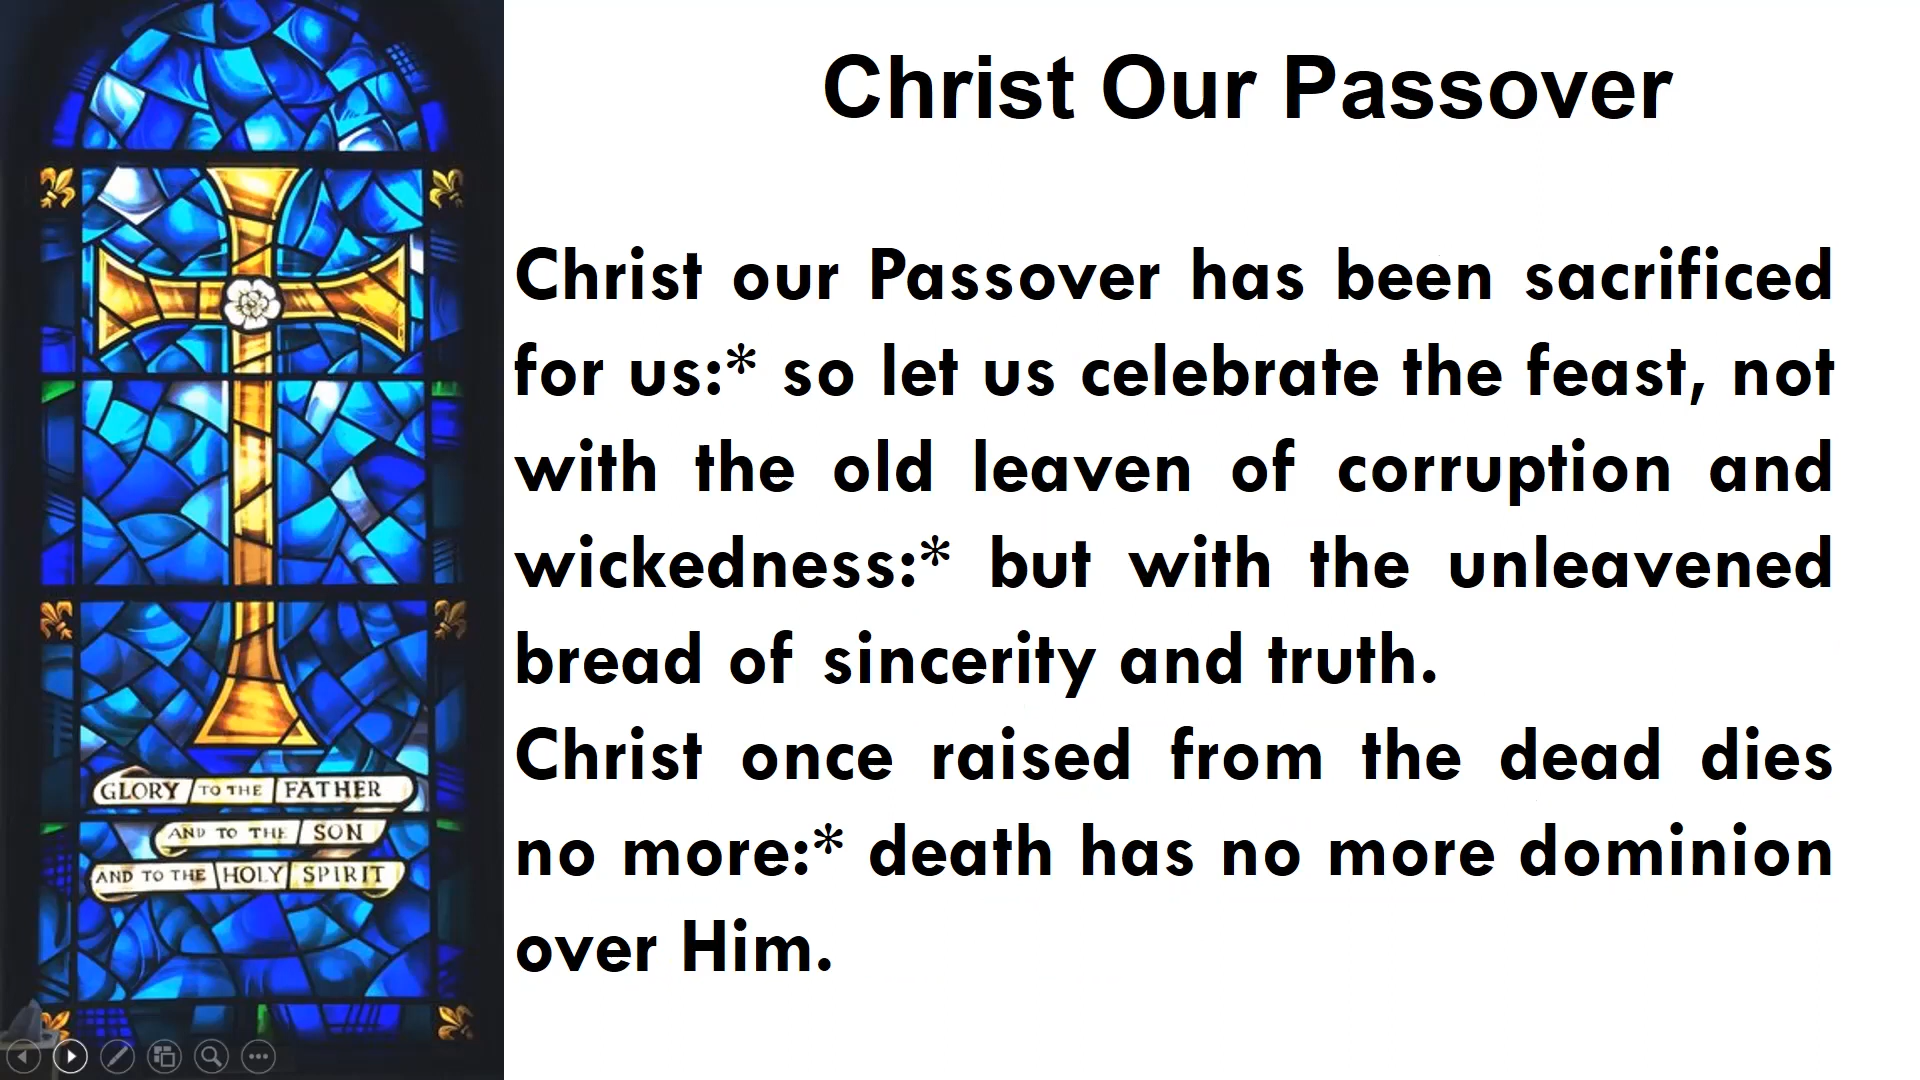 Christ Our Passover
Christ our Passover has been sacrificed
for us:* so let us celebrate the feast, not
with the old leaven of corruption and
wickedness:* but with the unleavened
bread of sincerity and truth.
Christ once raised from the dead dies
no more:* death has no more dominion
over Him.
GLORY TO THE FATHER
AND TO THE SON
AND TO THE HOLY SPIRIT